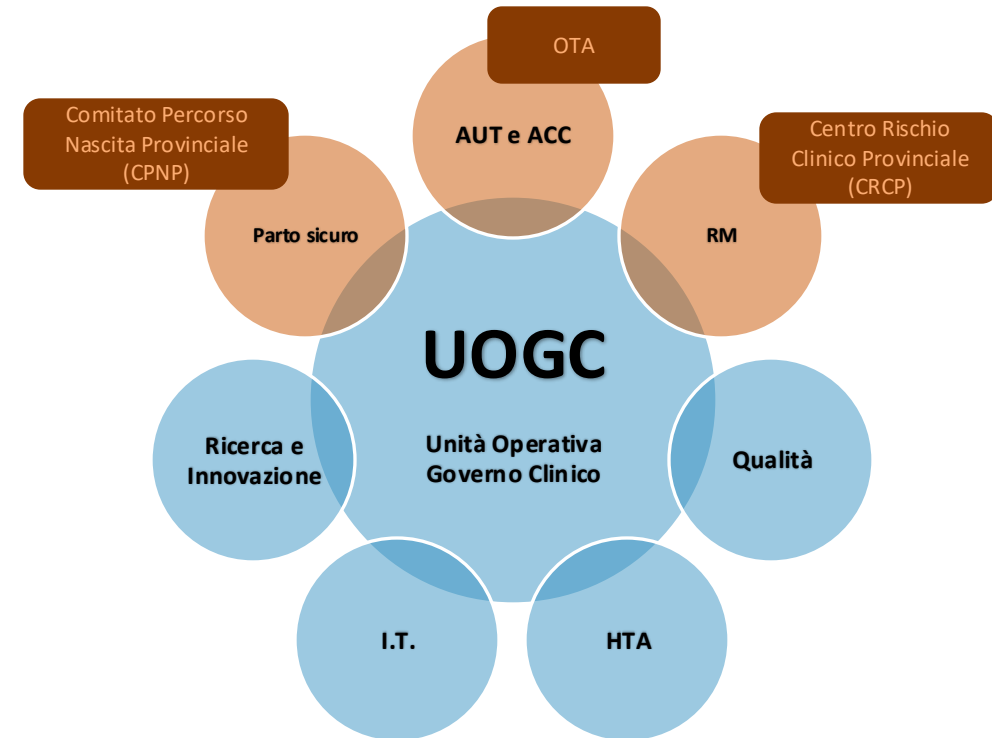 OTA
AUT e ACC
Comitato Percorso
Nascita Provinciale
(CPNP)
Centro Rischio
Clinico Provinciale
(CRCP)
Parto sicuro
RM
UOGC
Unità Operativa
Governo Clinico
Ricerca e
Innovazione
Qualità
I.T.
HTA